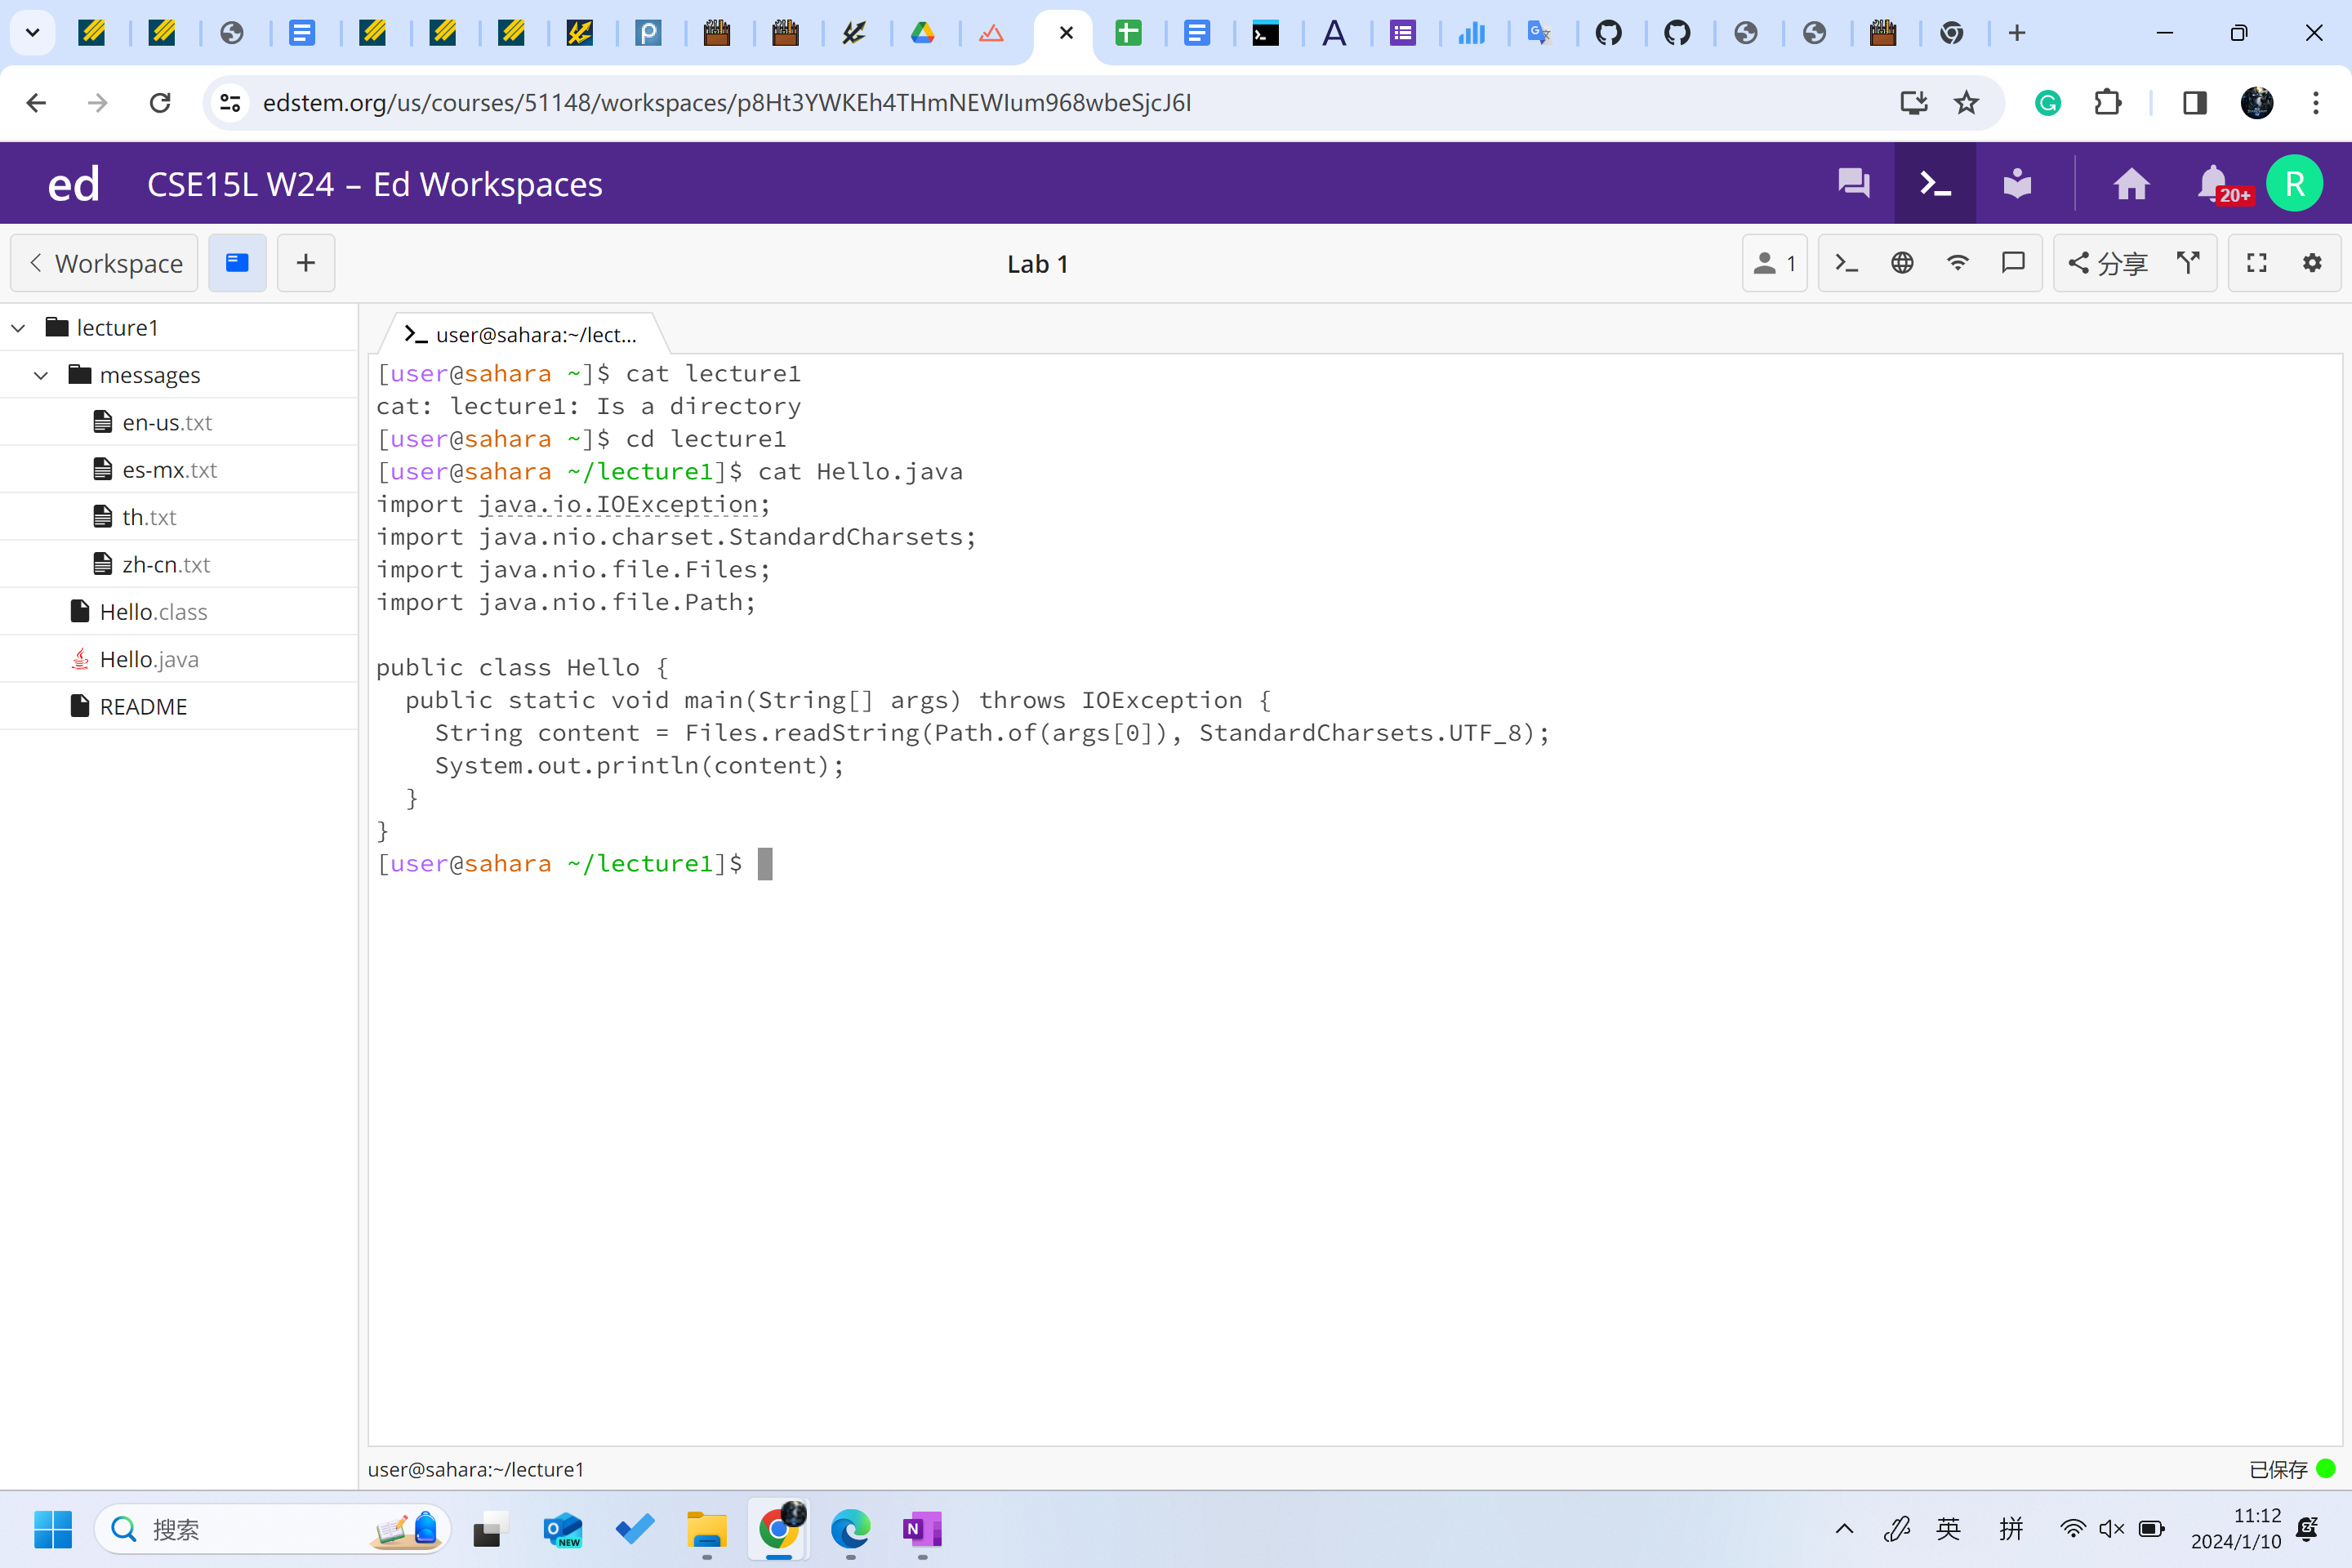 edstem.org/us/courses/51148/workspaces/p8Ht3YWKEh4THmNEWIum968wbeSjcJ6I
ed CSE15L W24 – Ed Workspaces 20+ R
Workspace Lab 1 1 分享
lecture1
messages
en-us.txt
es-mx.txt
th.txt
zh-cn.txt
Hello.class
Hello.java
README
user@sahara:~/lect...
[user@sahara ~]$ cat lecture1
cat: lecture1: Is a directory
[user@sahara ~]$ cd lecture1
[user@sahara ~/lecture1]$ cat Hello.java
import java.io.IOException;
import java.nio.charset.StandardCharsets;
import java.nio.file.Files;
import java.nio.file.Path;
public class Hello {
  public static void main(String[] args) throws IOException {
    String content = Files.readString(Path.of(args[0]), StandardCharsets.UTF_8);
    System.out.println(content);
  }
}
[user@sahara ~/lecture1]$
user@sahara:~/lecture1 已保存
搜索 NEW 英 拼 11:12
2024/1/10